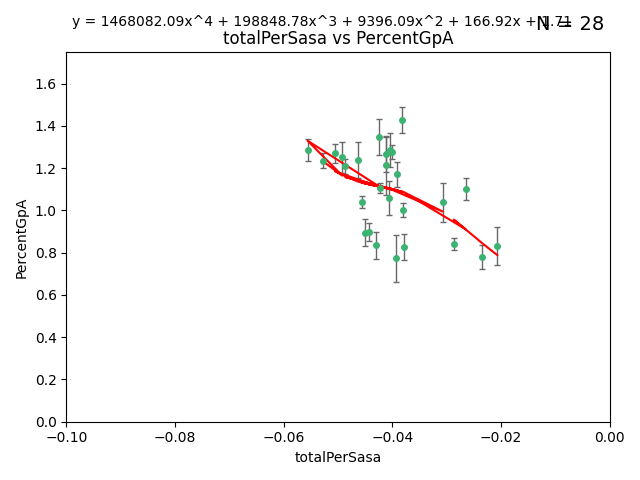 y = 1468082.09x^4 + 198848.78x^3 + 9396.09x^2 + 166.92x +
N = 28
totalPerSasa vs PercentGpA
PercentGpA
1.6
1.4
1.2
1.0
0.8
0.6
0.4
0.2
0.0
−0.10 −0.08 −0.06 −0.04 −0.02 0.00
totalPerSasa